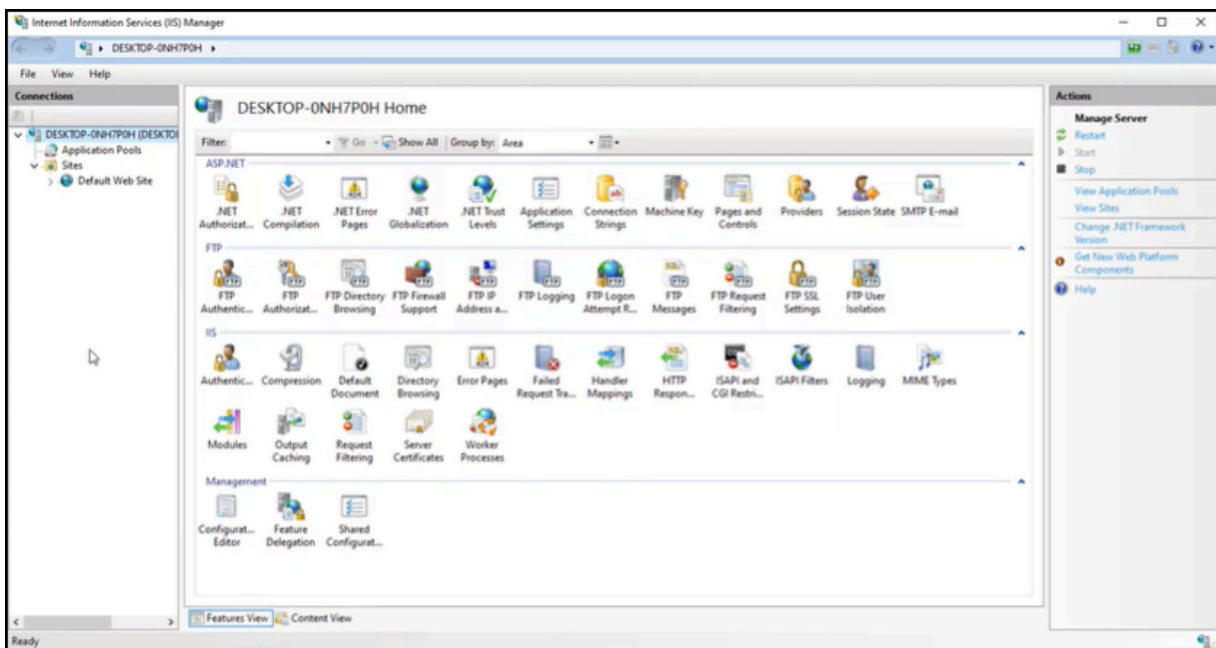 Internet Information Services (IIS) Manager
DESKTOP-0NH7P0H
File View Help
Connections
DESKTOP-0NH7P0H (DESKTO
Application Pools
Sites
Default Web Site
DESKTOP-0NH7P0H Home
Filter: Go Show All Group by: Area
ASP.NET
.NET Authorizat...
.NET Compilation
.NET Error Pages
.NET Globalization
.NET Trust Levels
Application Settings
Connection Strings
Machine Key
Pages and Controls
Providers
Session State
SMTP E-mail
FTP
FTP Authentic...
FTP Authorizat...
FTP Directory Browsing
FTP Firewall Support
FTP IP Address a...
FTP Logging
FTP Logon Attempt R...
FTP Messages
FTP Request Filtering
FTP SSL Settings
FTP User Isolation
IIS
Authentic...
Compression
Default Document
Directory Browsing
Error Pages
Failed Request Tra...
Handler Mappings
HTTP Respon...
ISAPI and CGI Restri...
ISAPI Filters
Logging
MIME Types
Modules
Output Caching
Request Filtering
Server Certificates
Worker Processes
Management
Configurat... Editor
Feature Delegation
Shared Configurat...
Features View Content View
Actions
Manage Server
Restart
Start
Stop
View Application Pools
View Sites
Change .NET Framework
Version
Get New Web Platform
Components
Help
Ready